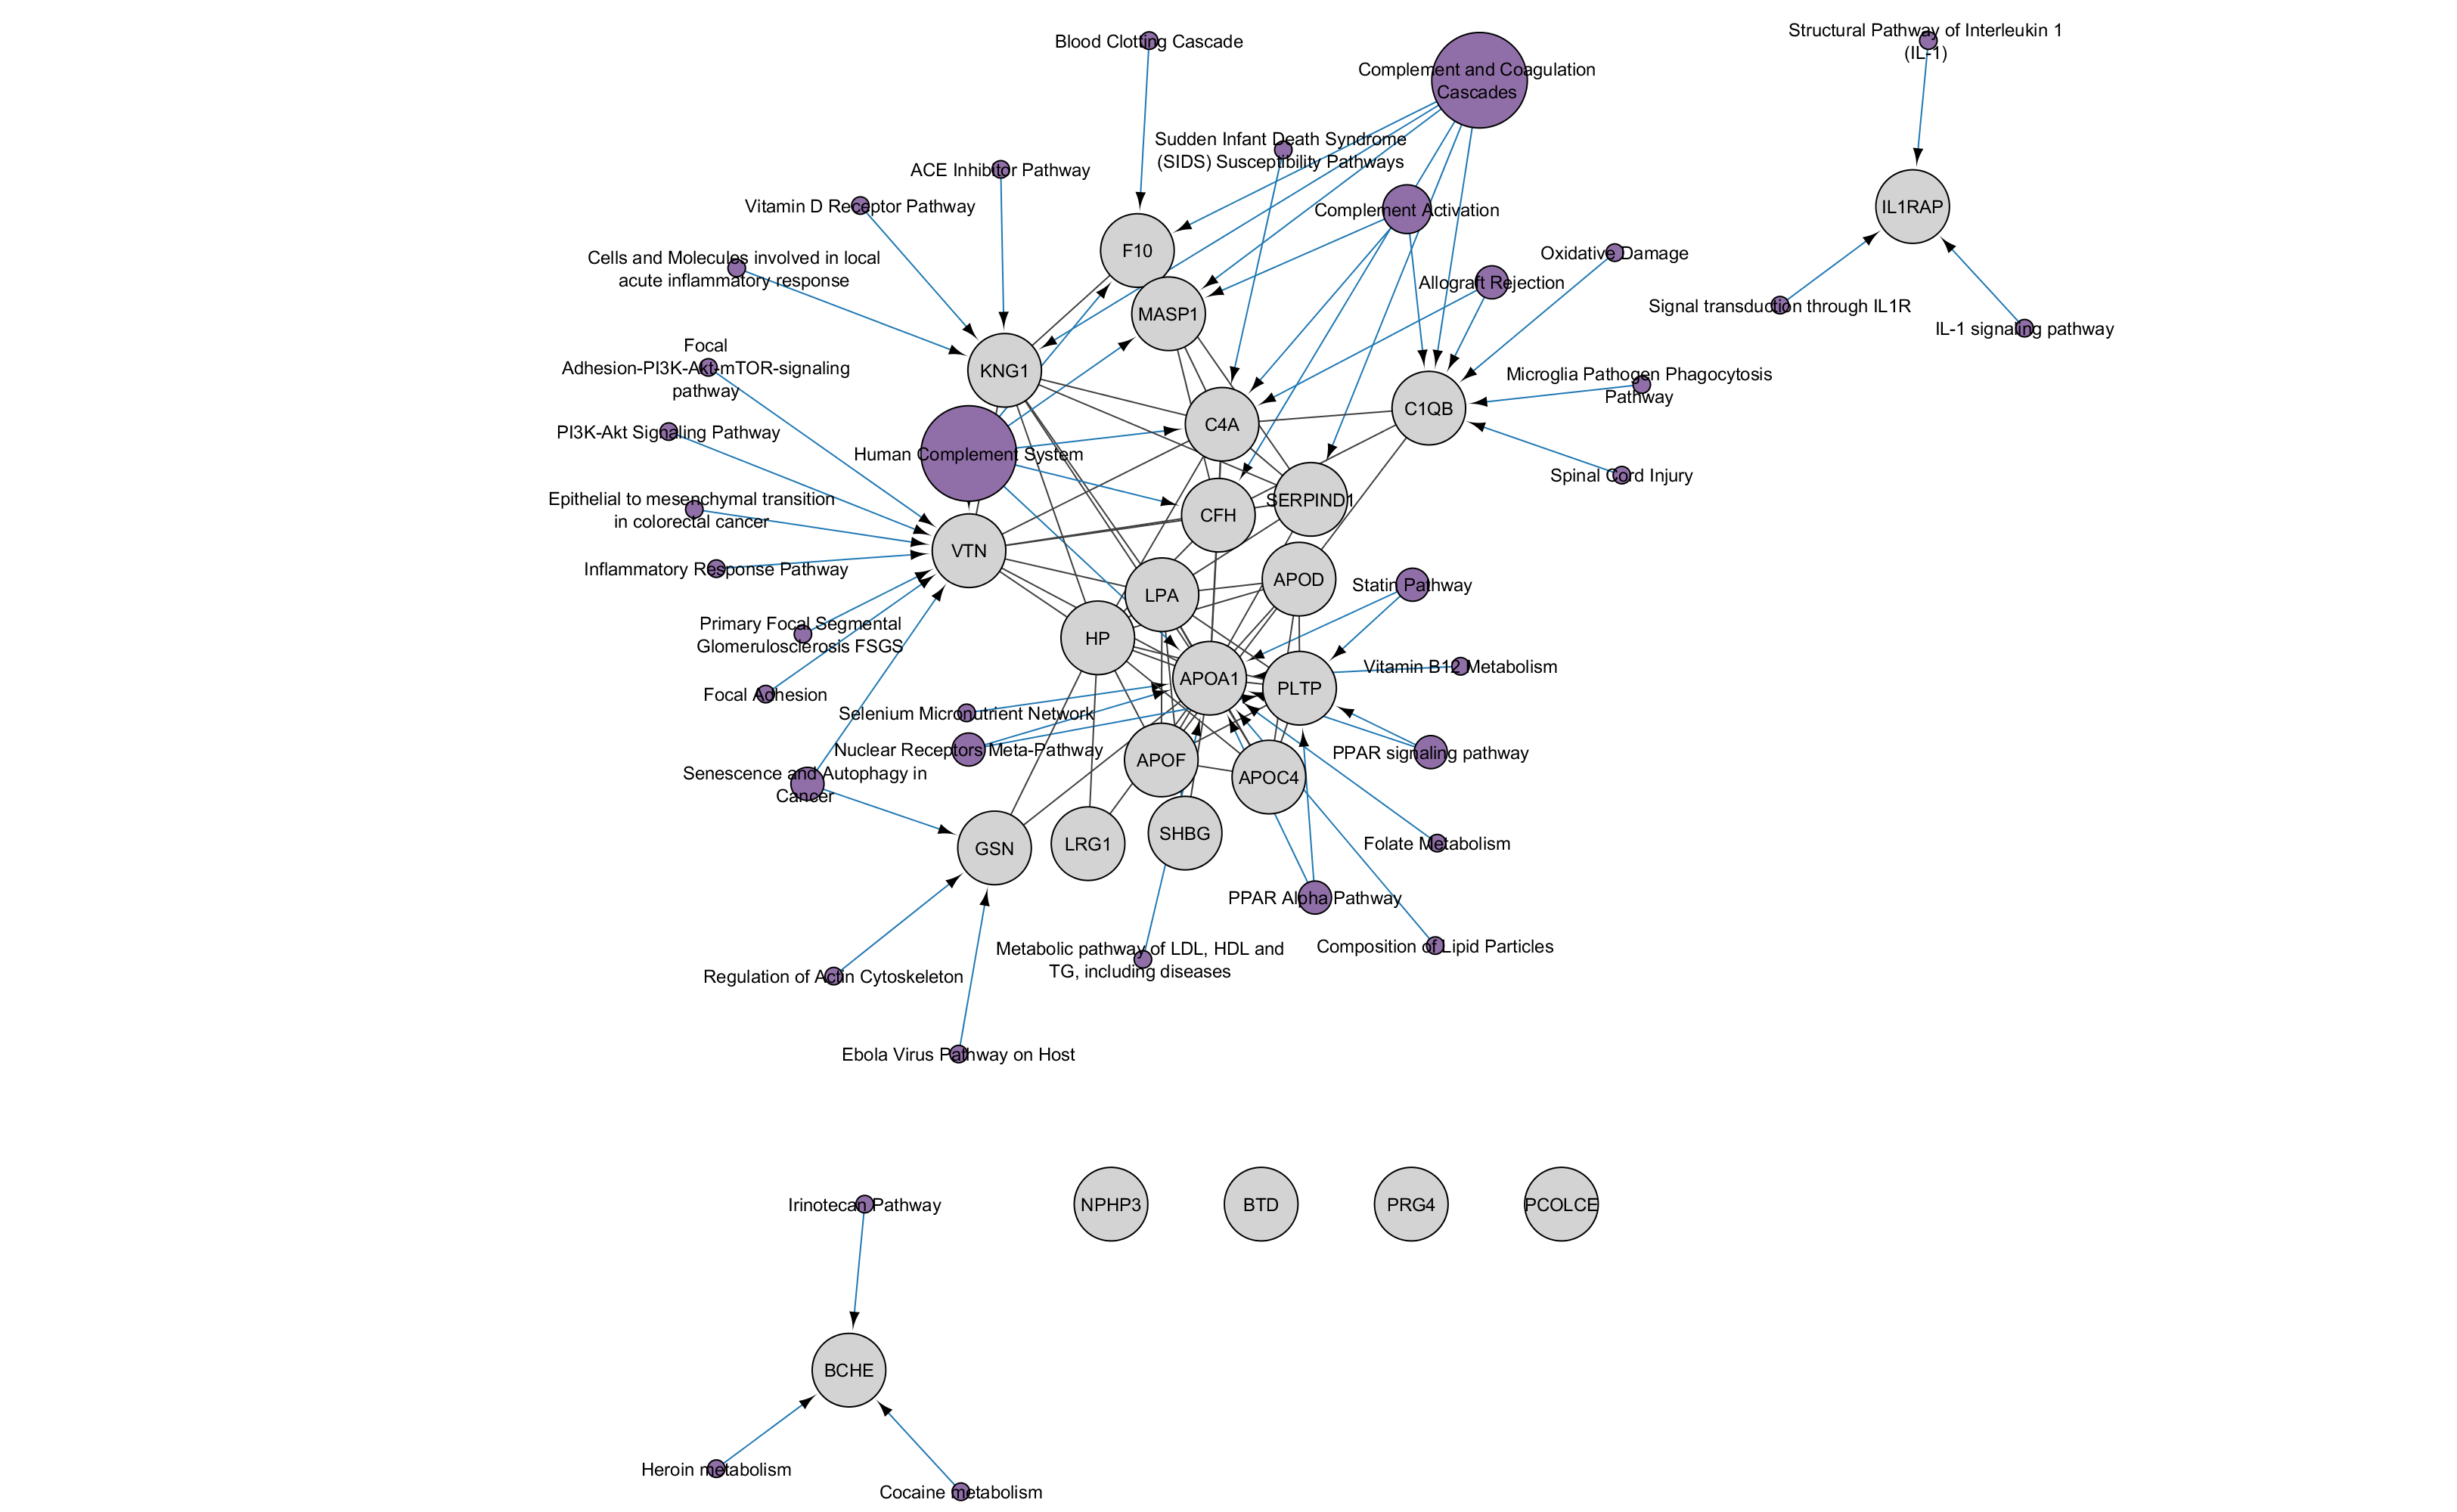 Structural Pathway of Interleukin 1
(IL-1)
Blood Clotting Cascade
Complement and Coagulation
Cascades
Sudden Infant Death Syndrome
(SIDS) Susceptibility Pathways
ACE Inhibitor Pathway
Vitamin D Receptor Pathway
Complement Activation
IL1RAP
F10
Oxidative Damage
Cells and Molecules involved in local
acute inflammatory response
Allograft Rejection
MASP1
Signal transduction through IL1R
IL-1 signaling pathway
Focal
Adhesion-PI3K-Akt-mTOR-signaling
pathway
KNG1
Microglia Pathogen Phagocytosis
Pathway
C1QB
C4A
PI3K-Akt Signaling Pathway
Human Complement System
Spinal Cord Injury
Epithelial to mesenchymal transition
in colorectal cancer
SERPIND1
CFH
VTN
Inflammatory Response Pathway
APOD
Statin Pathway
LPA
Primary Focal Segmental
Glomerulosclerosis FSGS
HP
Vitamin B12 Metabolism
APOA1
PLTP
Focal Adhesion
Selenium Micronutrient Network
Nuclear Receptors Meta-Pathway
PPAR signaling pathway
APOF
Senescence and Autophagy in
Cancer
APOC4
SHBG
LRG1
GSN
Folate Metabolism
PPAR Alpha Pathway
Metabolic pathway of LDL, HDL and
TG, including diseases
Composition of Lipid Particles
Regulation of Actin Cytoskeleton
Ebola Virus Pathway on Host
Irinotecan Pathway
NPHP3
BTD
PRG4
PCOLCE
BCHE
Heroin metabolism
Cocaine metabolism